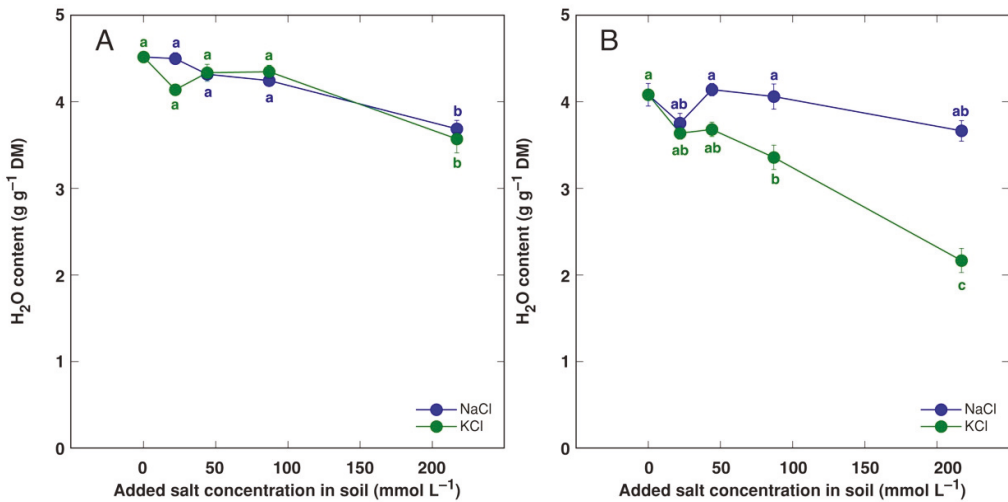 A
5
4
3
2
1
0
H₂O content (g g⁻¹ DM)
a
a
a
a
a
a
a
b
b
NaCl
KCl
0 50 100 150 200
Added salt concentration in soil (mmol L⁻¹)
B
5
4
3
2
1
0
H₂O content (g g⁻¹ DM)
a
ab
ab
a
ab
a
b
ab
c
NaCl
KCl
0 50 100 150 200
Added salt concentration in soil (mmol L⁻¹)